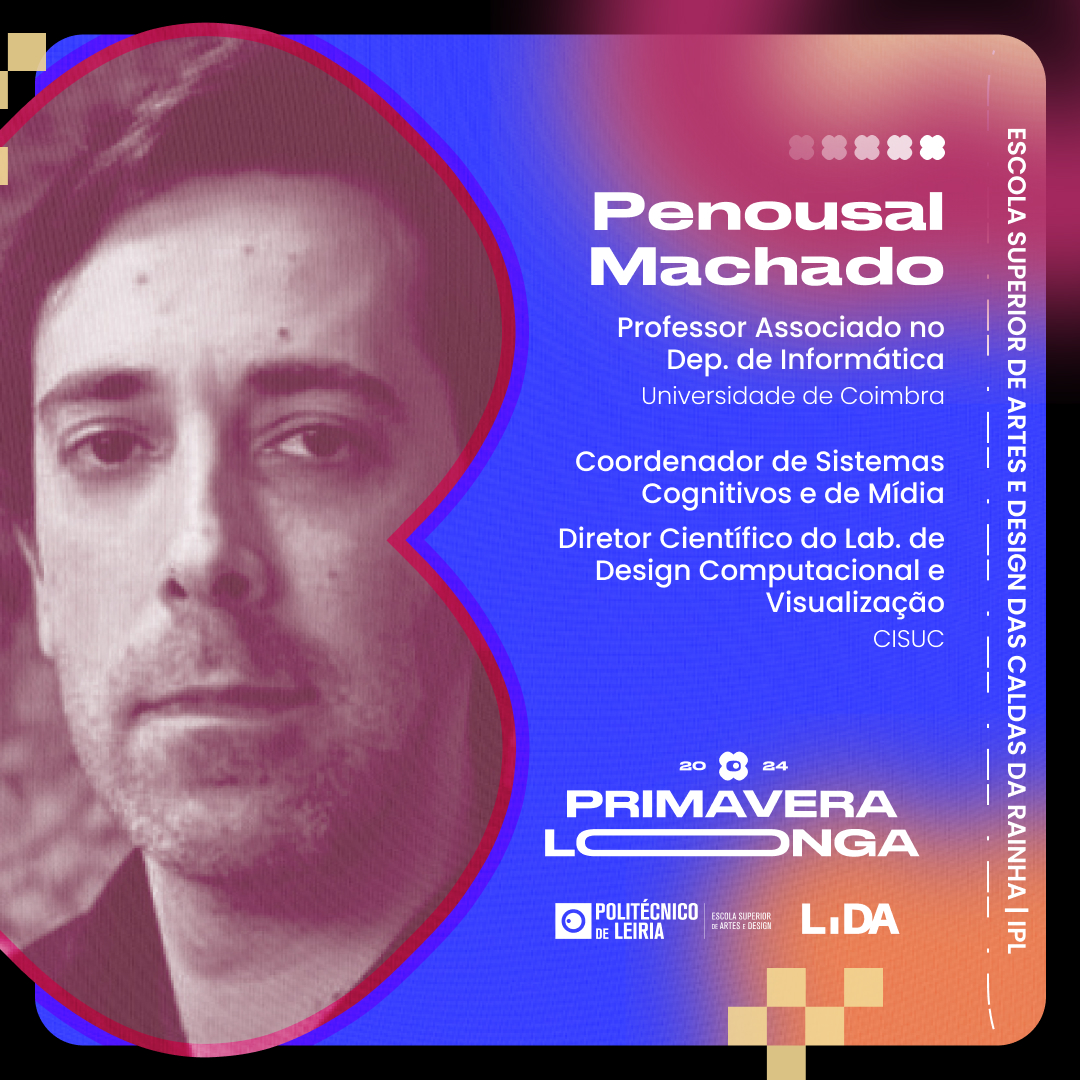 Penousal
Machado
Professor Associado no
Dep. de Informática
Universidade de Coimbra
Coordenador de Sistemas
Cognitivos e de Mídia
Diretor Científico do Lab. de
Design Computacional e
Visualização
CISUC
20 24
PRIMAVERA
LONGA
POLITÉCNICO
DE LEIRIA
ESCOLA SUPERIOR
DE ARTES E DESIGN
LiDA
ESCOLA SUPERIOR DE ARTES E DESIGN DAS CALDAS DA RAINHA | IPL